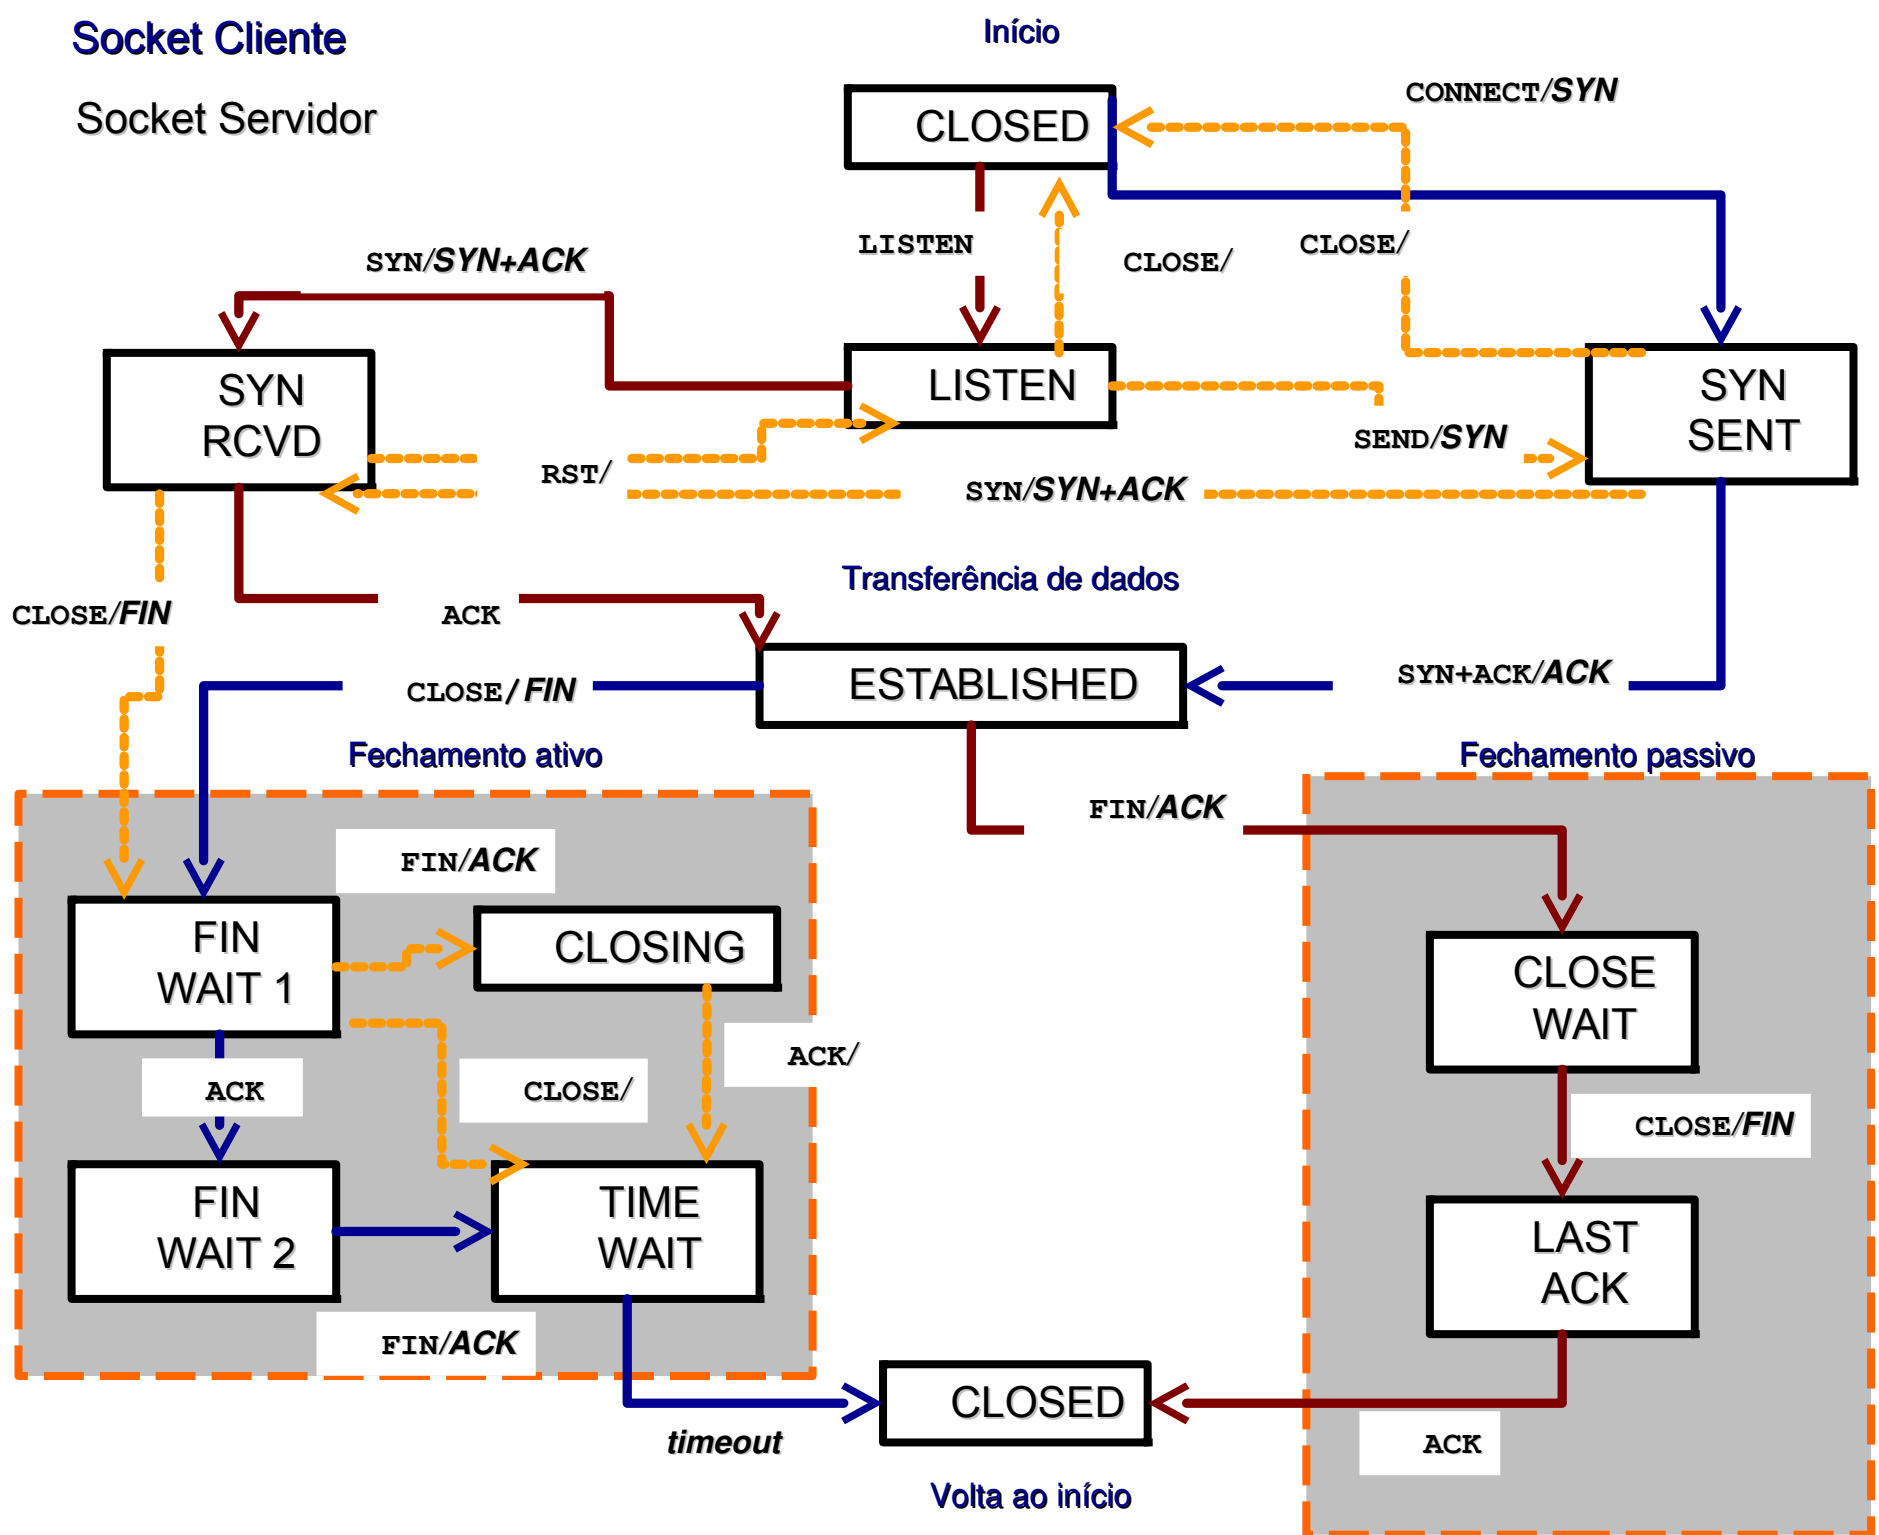 Socket Cliente
Início
Socket Servidor
CONNECT/SYN
CLOSED
LISTEN
CLOSE/
CLOSE/
SYN/SYN+ACK
SYN
RCVD
LISTEN
SYN
SENT
SEND/SYN
RST/
SYN/SYN+ACK
Transferência de dados
CLOSE/FIN
ACK
ESTABLISHED
SYN+ACK/ACK
CLOSE/FIN
Fechamento ativo
Fechamento passivo
FIN/ACK
FIN/ACK
FIN
WAIT 1
CLOSING
CLOSE
WAIT
ACK/
ACK
CLOSE/
CLOSE/FIN
FIN
WAIT 2
TIME
WAIT
LAST
ACK
FIN/ACK
CLOSED
timeout
ACK
Volta ao início